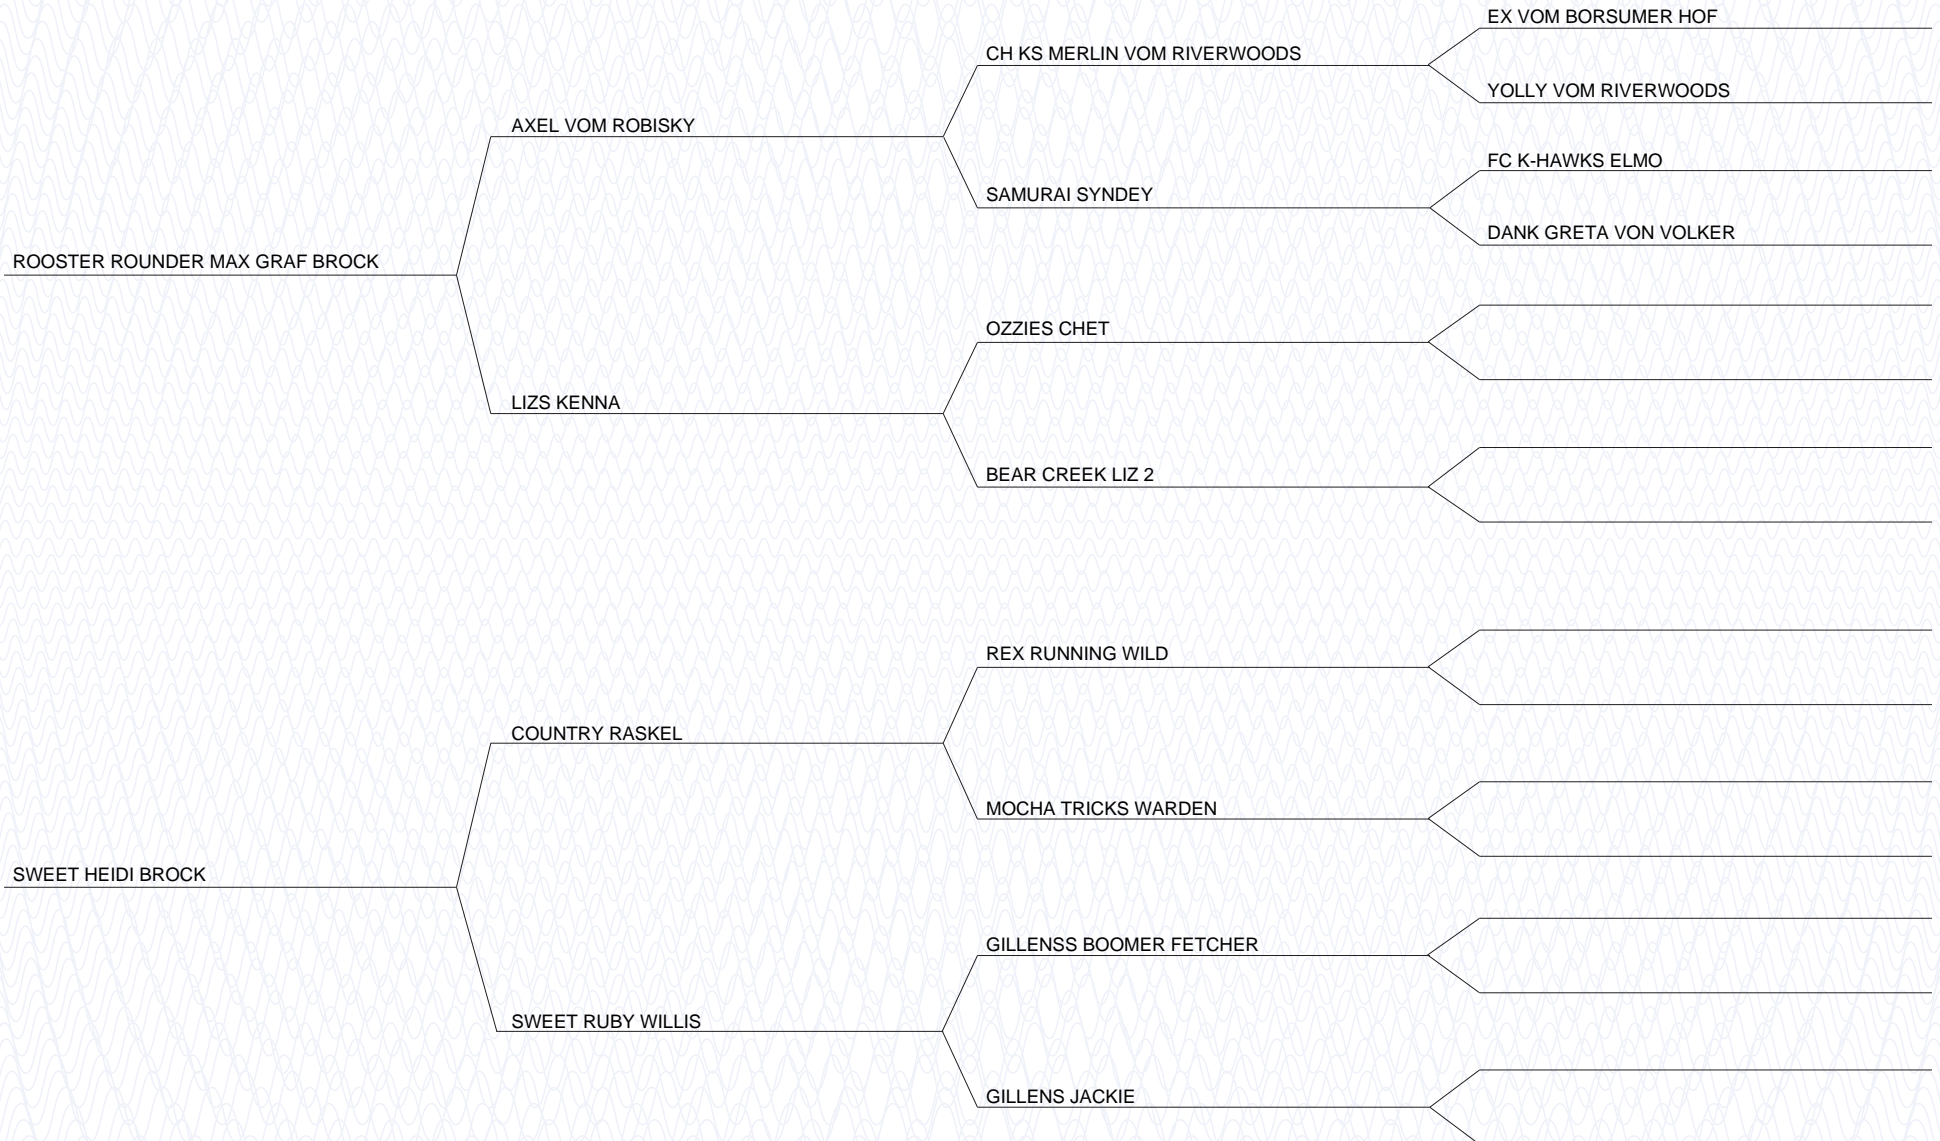 EX VOM BORSUMER HOF
CH KS MERLIN VOM RIVERWOODS
YOLLY VOM RIVERWOODS
AXEL VOM ROBISKY
FC K-HAWKS ELMO
SAMURAI SYNDEY
DANK GRETA VON VOLKER
ROOSTER ROUNDER MAX GRAF BROCK
OZZIES CHET
LIZS KENNA
BEAR CREEK LIZ 2
REX RUNNING WILD
COUNTRY RASKEL
MOCHA TRICKS WARDEN
SWEET HEIDI BROCK
GILLENSS BOOMER FETCHER
SWEET RUBY WILLIS
GILLENS JACKIE